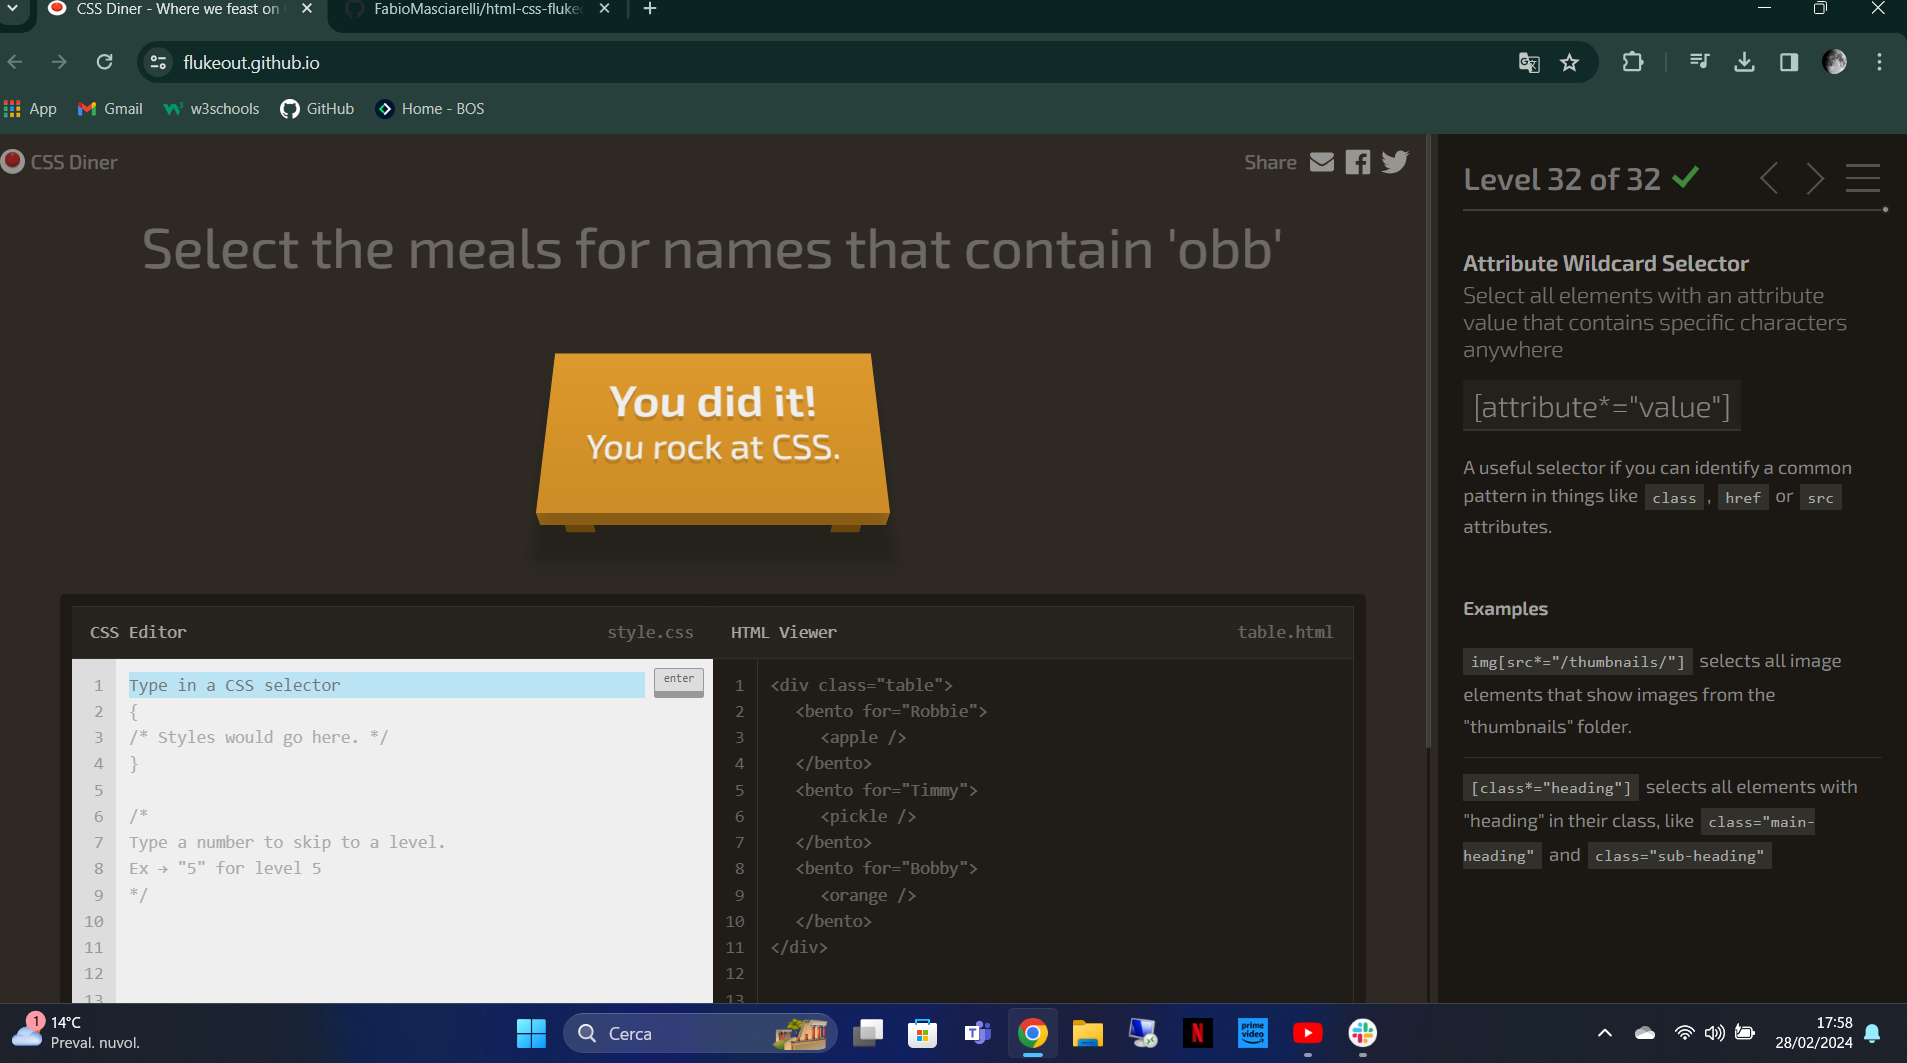 CSS Diner - Where we feast on
FabioMasciarelli/html-css-fluke
flukeout.github.io
App
Gmail
w3schools
GitHub
Home - BOS
CSS Diner
Share
Select the meals for names that contain 'obb'
You did it!
You rock at CSS.
CSS Editor
style.css
HTML Viewer
table.html
1
2
3
4
5
6
7
8
9
10
11
12
13
Type in a CSS selector
enter
{
/* Styles would go here. */
}
/*
Type a number to skip to a level.
Ex → "5" for level 5
*/
1
2
3
4
5
6
7
8
9
10
11
12
13
<div class="table">
<bento for="Robbie">
<apple />
</bento>
<bento for="Timmy">
<pickle />
</bento>
<bento for="Bobby">
<orange />
</bento>
</div>
Level 32 of 32
Attribute Wildcard Selector
Select all elements with an attribute
value that contains specific characters
anywhere
[attribute*="value"]
A useful selector if you can identify a common
pattern in things like class , href or src
attributes.
Examples
img[src*="/thumbnails/"] selects all image
elements that show images from the
"thumbnails" folder.
[class*="heading"] selects all elements with
"heading" in their class, like class="main-
heading" and class="sub-heading"
1
14°C
Preval. nuvol.
Cerca
prime
video
17:58
28/02/2024